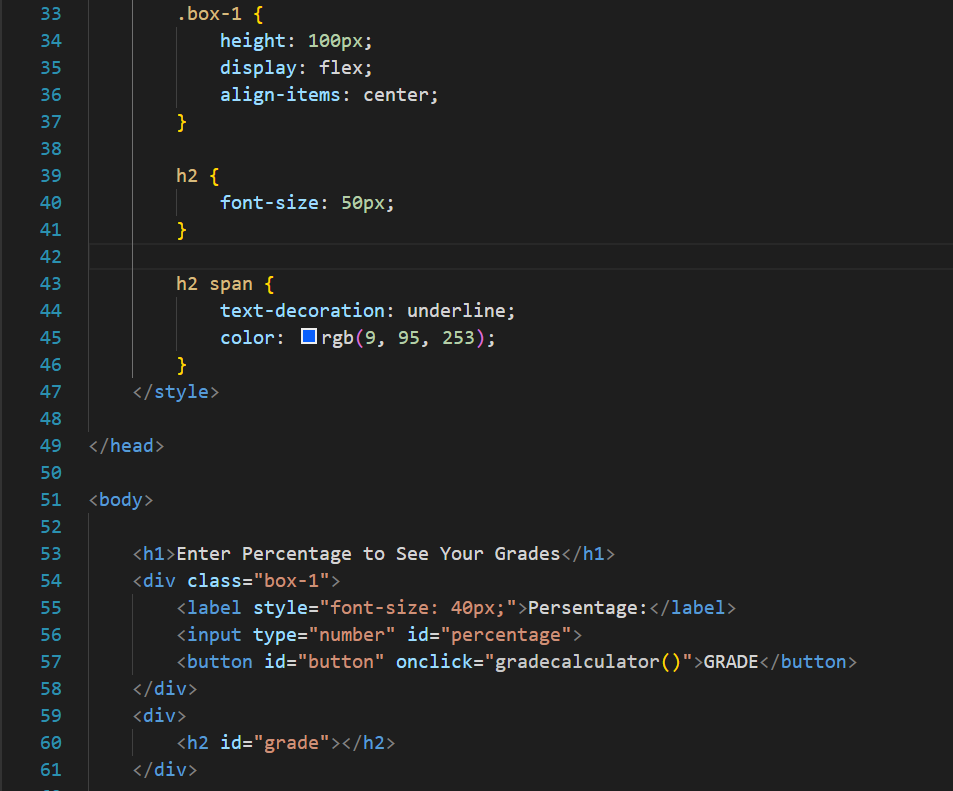 33 .box-1 {
34 height: 100px;
35 display: flex;
36 align-items: center;
37 }
38
39 h2 {
40 font-size: 50px;
41 }
42
43 h2 span {
44 text-decoration: underline;
45 color: rgb(9, 95, 253);
46 }
47 </style>
48
49 </head>
50
51 <body>
52
53 <h1>Enter Percentage to See Your Grades</h1>
54 <div class="box-1">
55 <label style="font-size: 40px;">Persentage:</label>
56 <input type="number" id="percentage">
57 <button id="button" onclick="gradecalculator()">GRADE</button>
58 </div>
59 <div>
60 <h2 id="grade"></h2>
61 </div>